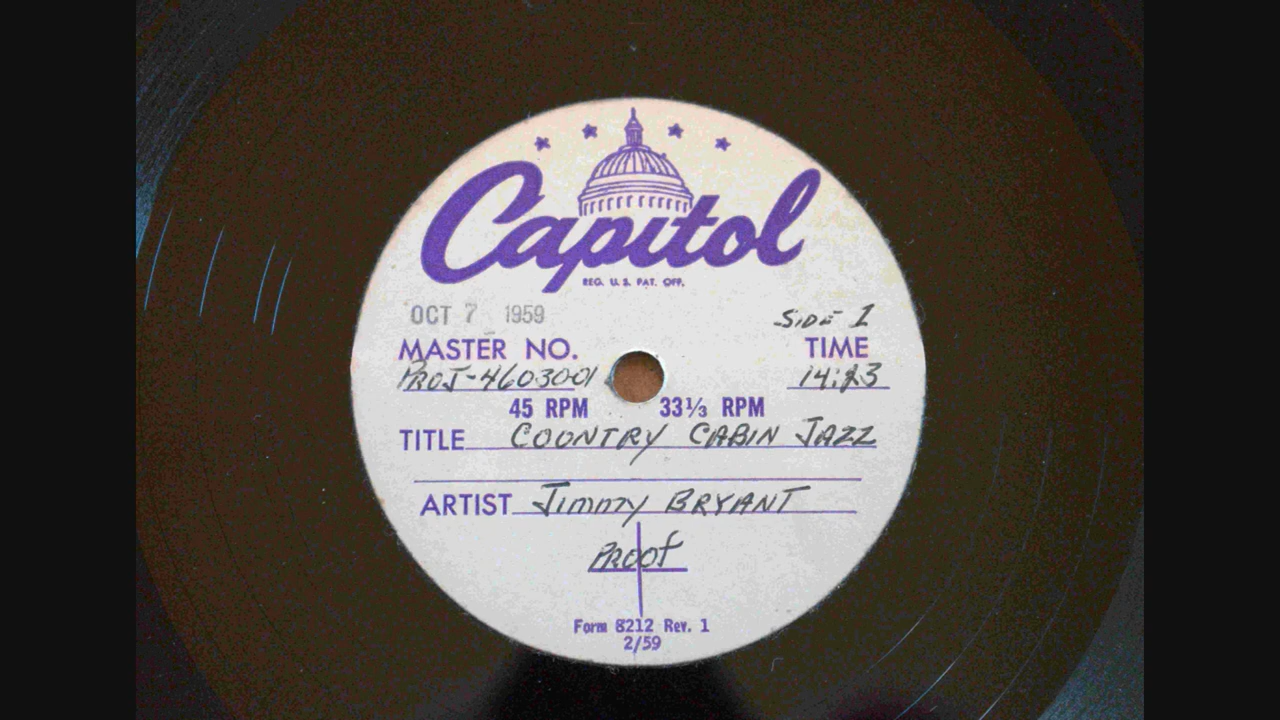 Capitol
REG. U. S. PAT. OFF.
OCT 7 1959
SIDE 1
MASTER NO. TIME
PROJ-4603001 14:23
45 RPM 33⅓ RPM
TITLE COUNTRY CABIN JAZZ
ARTIST Jimmy BRYANT
PROOF
Form 8212 Rev. 1
2/59